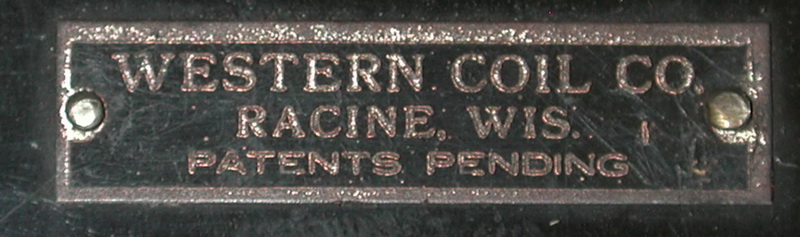 WESTERN COIL CO.
RACINE, WIS.
PATENTS PENDING